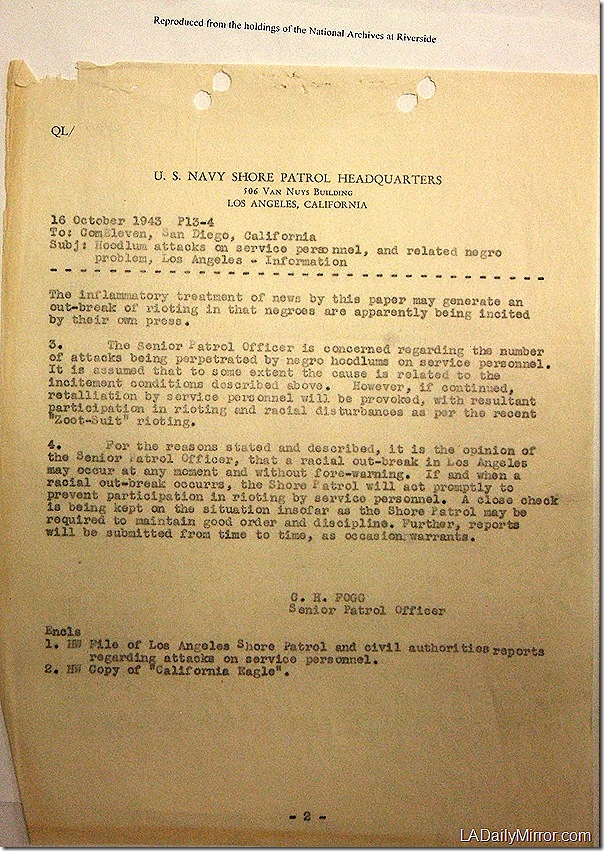 Reproduced from the holdings of the National Archives at Riverside
QL/
U. S. NAVY SHORE PATROL HEADQUARTERS
506 VAN NUYS BUILDING
LOS ANGELES, CALIFORNIA
16 October 1943 P13-4
To: ComEleven, San Diego, California
Subj: Hoodlum attacks on service personnel, and related negro
problem, Los Angeles - Information
The inflammatory treatment of news by this paper may generate an
out-break of rioting in that negroes are apparently being incited
by their own press.
3. The Senior Patrol Officer is concerned regarding the number
of attacks being perpetrated by negro hoodlums on service personnel.
It is assumed that to some extent the cause is related to the
incitement conditions described above. However, if continued,
retalliation by service personnel will be provoked, with resultant
participation in rioting and racial disturbances as per the recent
"Zoot-Suit" rioting.
4. For the reasons stated and described, it is the opinion of
the Senior Patrol Officer, that a racial out-break in Los Angeles
may occur at any moment and without fore-warning. If and when a
racial out-break occurrs, the Shore Patrol will act promptly to
prevent participation in rioting by service personnel. A close check
is being kept on the situation insofar as the Shore Patrol may be
required to maintain good order and discipline. Further, reports
will be submitted from time to time, as occasion warrants.
C. H. FOGG
Senior Patrol Officer
Encls
1. HW File of Los Angeles Shore Patrol and civil authorities reports
regarding attacks on service personnel.
2. HW Copy of "California Eagle".
- 2 -
LADailyMirror.com